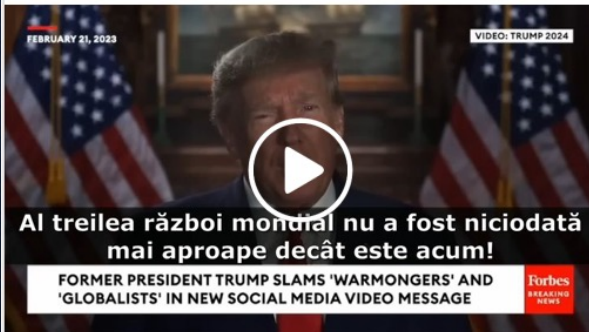 FEBRUARY 21, 2023
VIDEO: TRUMP 2024
Al treilea război mondial nu a fost niciodată
mai aproape decât este acum!
FORMER PRESIDENT TRUMP SLAMS 'WARMONGERS' AND
'GLOBALISTS' IN NEW SOCIAL MEDIA VIDEO MESSAGE
Forbes
BREAKING
NEWS